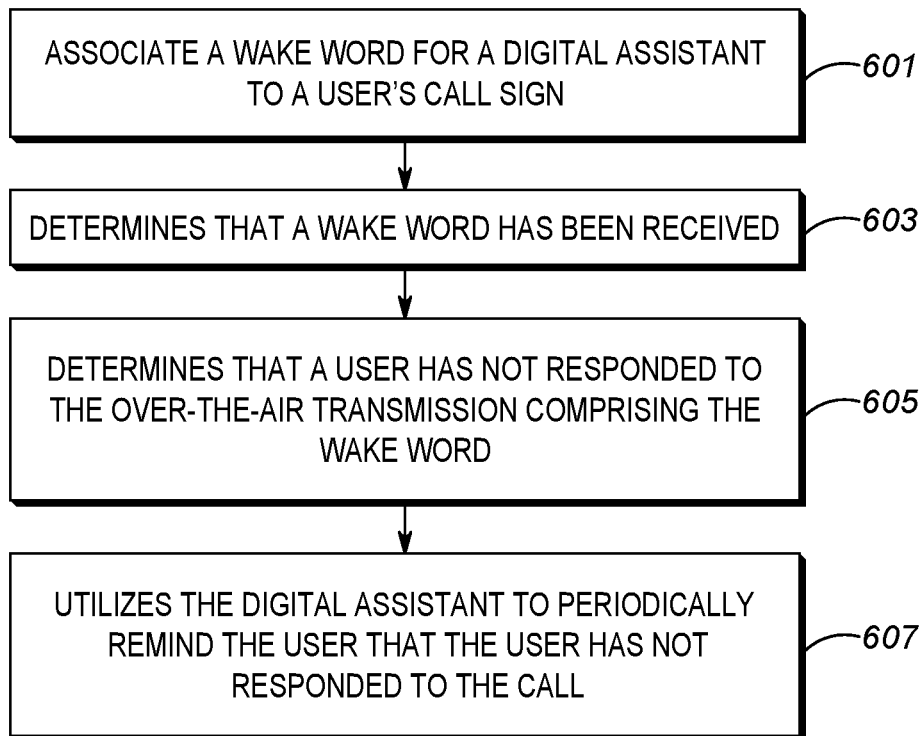 ASSOCIATE A WAKE WORD FOR A DIGITAL ASSISTANT
TO A USER'S CALL SIGN
601
DETERMINES THAT A WAKE WORD HAS BEEN RECEIVED
603
DETERMINES THAT A USER HAS NOT RESPONDED TO
THE OVER-THE-AIR TRANSMISSION COMPRISING THE
WAKE WORD
605
UTILIZES THE DIGITAL ASSISTANT TO PERIODICALLY
REMIND THE USER THAT THE USER HAS NOT
RESPONDED TO THE CALL
607